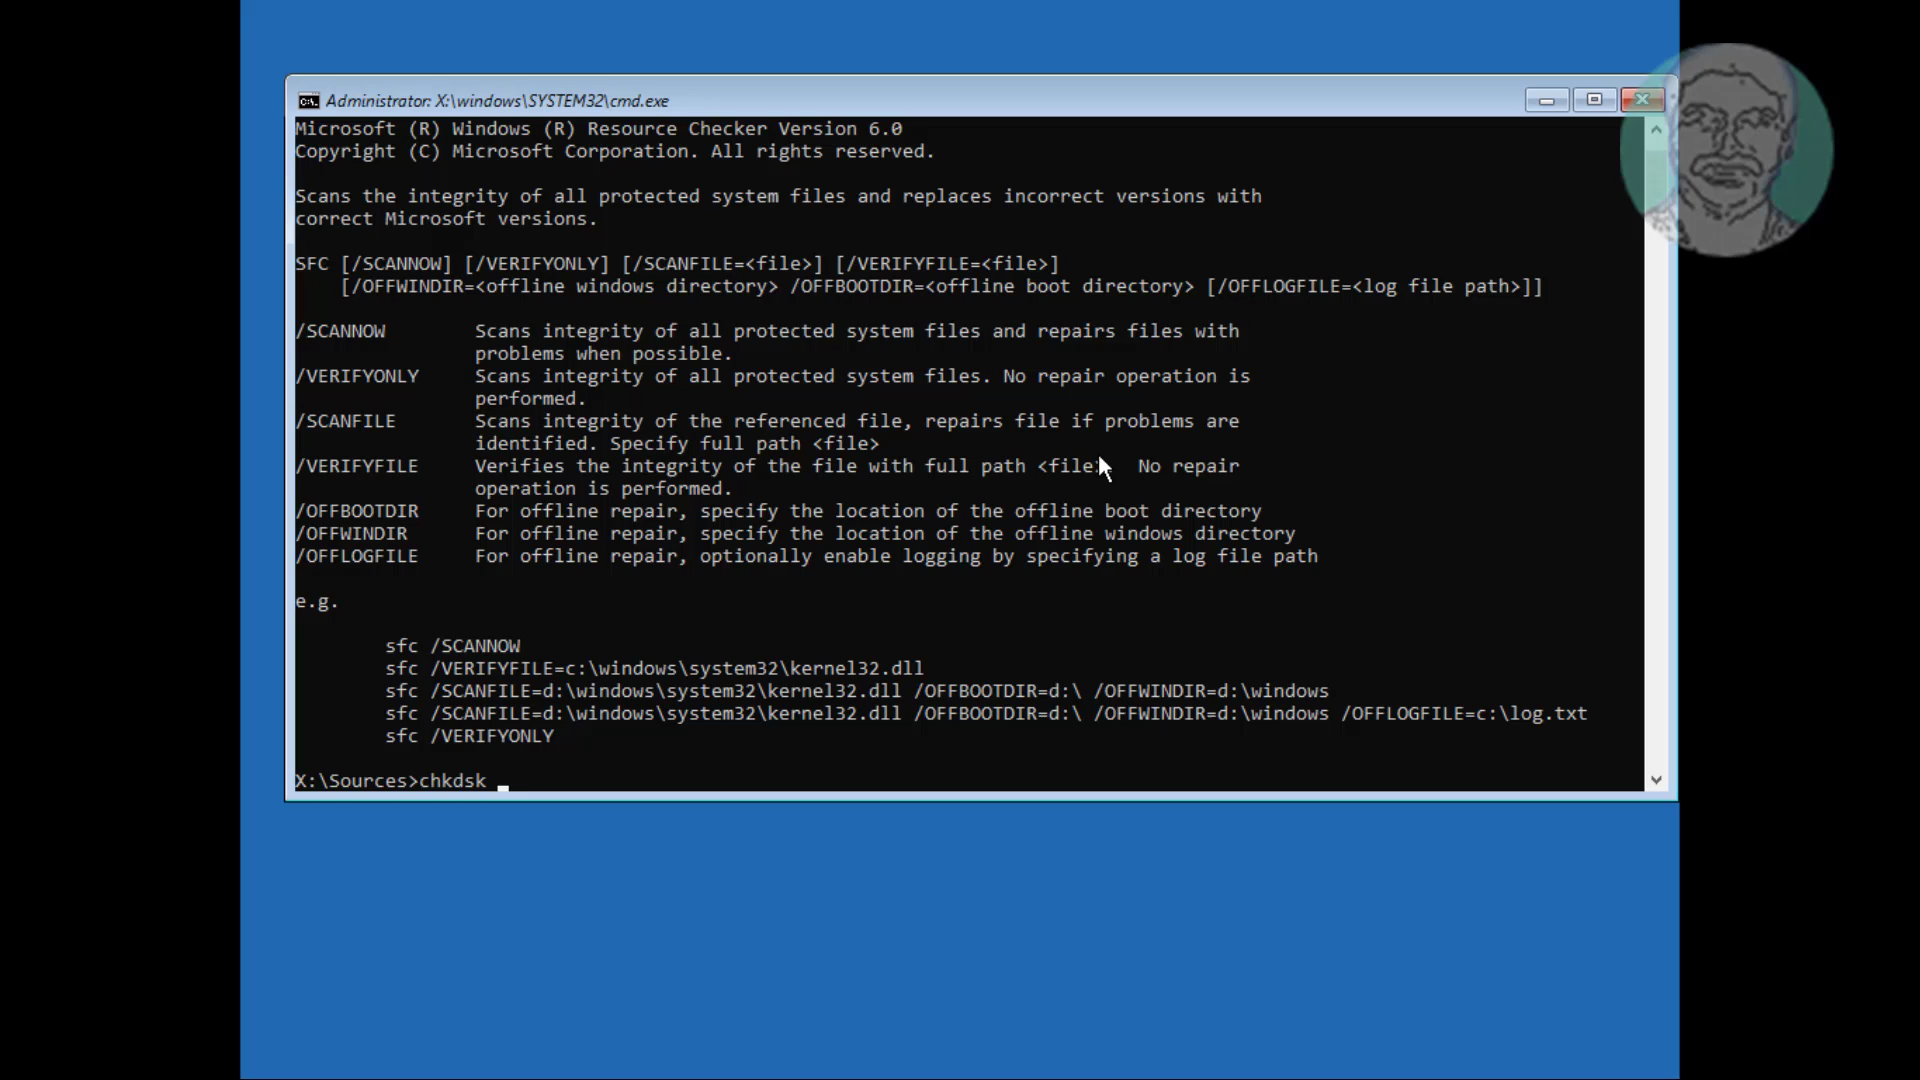 Administrator: X:\windows\SYSTEM32\cmd.exe
Microsoft (R) Windows (R) Resource Checker Version 6.0
Copyright (C) Microsoft Corporation. All rights reserved.
Scans the integrity of all protected system files and replaces incorrect versions with
correct Microsoft versions.
SFC [/SCANNOW] [/VERIFYONLY] [/SCANFILE=<file>] [/VERIFYFILE=<file>]
[/OFFWINDIR=<offline windows directory> /OFFBOOTDIR=<offline boot directory> [/OFFLOGFILE=<log file path>]]
/SCANNOW Scans integrity of all protected system files and repairs files with
problems when possible.
/VERIFYONLY Scans integrity of all protected system files. No repair operation is
performed.
/SCANFILE Scans integrity of the referenced file, repairs file if problems are
identified. Specify full path <file>
/VERIFYFILE Verifies the integrity of the file with full path <file> No repair
operation is performed.
/OFFBOOTDIR For offline repair, specify the location of the offline boot directory
/OFFWINDIR For offline repair, specify the location of the offline windows directory
/OFFLOGFILE For offline repair, optionally enable logging by specifying a log file path
e.g.
sfc /SCANNOW
sfc /VERIFYFILE=c:\windows\system32\kernel32.dll
sfc /SCANFILE=d:\windows\system32\kernel32.dll /OFFBOOTDIR=d:\ /OFFWINDIR=d:\windows
sfc /SCANFILE=d:\windows\system32\kernel32.dll /OFFBOOTDIR=d:\ /OFFWINDIR=d:\windows /OFFLOGFILE=c:\log.txt
sfc /VERIFYONLY
X:\Sources>chkdsk